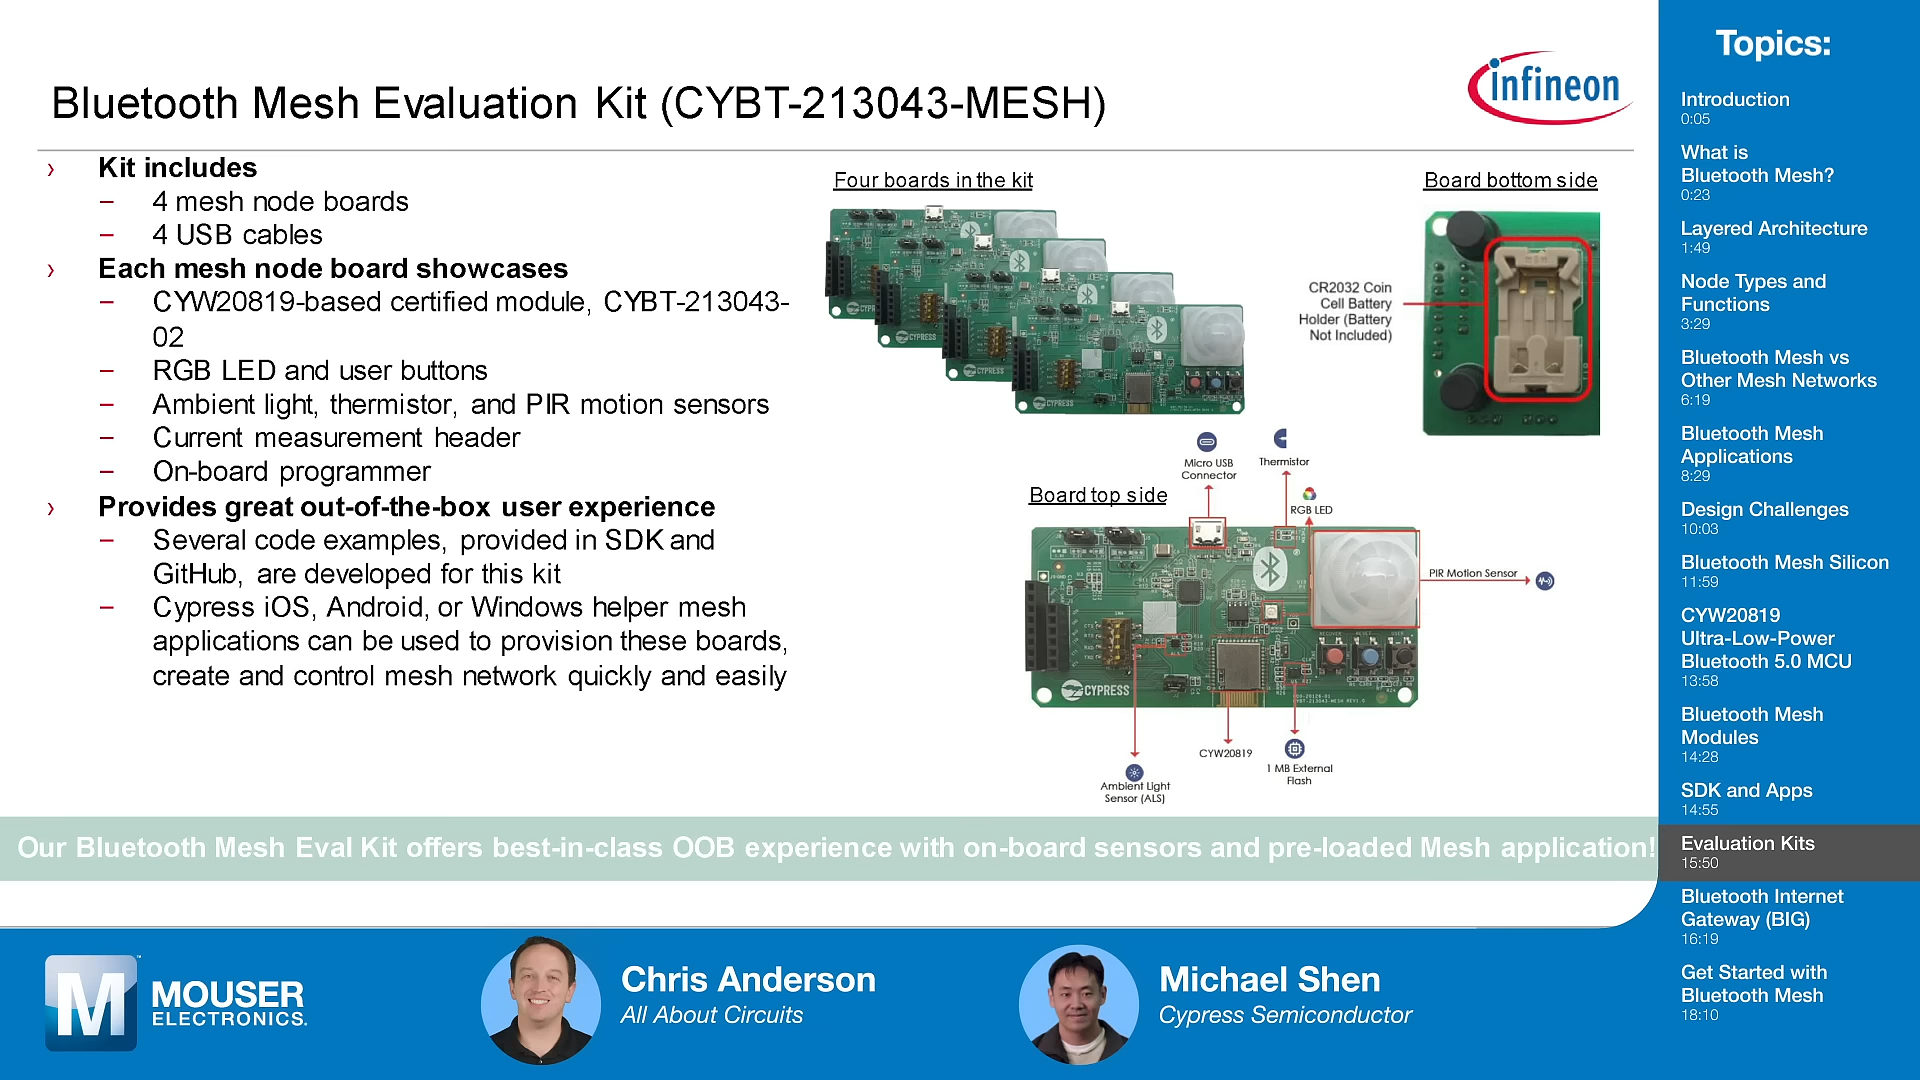 Bluetooth Mesh Evaluation Kit (CYBT-213043-MESH)
infineon
› Kit includes
– 4 mesh node boards
– 4 USB cables
› Each mesh node board showcases
– CYW20819-based certified module, CYBT-213043-
02
– RGB LED and user buttons
– Ambient light, thermistor, and PIR motion sensors
– Current measurement header
– On-board programmer
› Provides great out-of-the-box user experience
– Several code examples, provided in SDK and
GitHub, are developed for this kit
– Cypress iOS, Android, or Windows helper mesh
applications can be used to provision these boards,
create and control mesh network quickly and easily
Four boards in the kit
CYPRESS
CYPRESS
CYPRESS
Board bottom side
CR2032 Coin
Cell Battery
Holder (Battery
Not Included)
Board top side
Micro USB
Connector
Thermistor
RGB LED
PIR Motion Sensor
CYPRESS
CYW20819
1 MB External
Flash
Ambient Light
Sensor (ALS)
Our Bluetooth Mesh Eval Kit offers best-in-class OOB experience with on-board sensors and pre-loaded Mesh application!
M
MOUSER
ELECTRONICS
Chris Anderson
All About Circuits
Michael Shen
Cypress Semiconductor
Topics:
Introduction
0:05
What is
Bluetooth Mesh?
0:23
Layered Architecture
1:49
Node Types and
Functions
3:29
Bluetooth Mesh vs
Other Mesh Networks
6:19
Bluetooth Mesh
Applications
8:29
Design Challenges
10:03
Bluetooth Mesh Silicon
11:59
CYW20819
Ultra-Low-Power
Bluetooth 5.0 MCU
13:58
Bluetooth Mesh
Modules
14:28
SDK and Apps
14:55
Evaluation Kits
15:50
Bluetooth Internet
Gateway (BIG)
16:19
Get Started with
Bluetooth Mesh
18:10